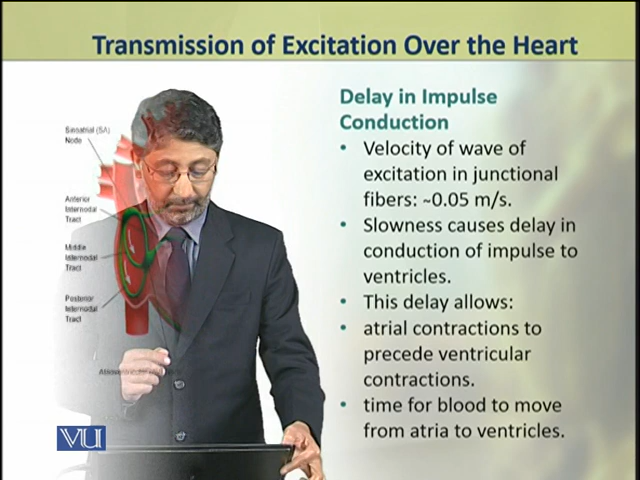 Transmission of Excitation Over the Heart
Delay in Impulse
Conduction
• Velocity of wave of
excitation in junctional
fibers: ~0.05 m/s.
• Slowness causes delay in
conduction of impulse to
ventricles.
• This delay allows:
• atrial contractions to
precede ventricular
contractions.
• time for blood to move
from atria to ventricles.
Sinoatrial (SA)
Node
Anterior
Internodal
Tract
Middle
Internodal
Tract
Posterior
Internodal
Tract
VU